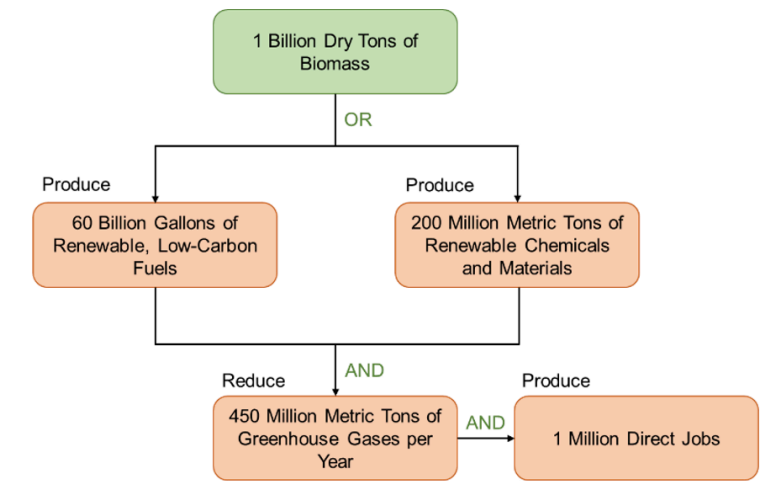 1 Billion Dry Tons of
Biomass
OR
Produce
60 Billion Gallons of
Renewable, Low-Carbon
Fuels
Produce
200 Million Metric Tons of
Renewable Chemicals
and Materials
AND
Reduce
450 Million Metric Tons of
Greenhouse Gases per
Year
AND
Produce
1 Million Direct Jobs